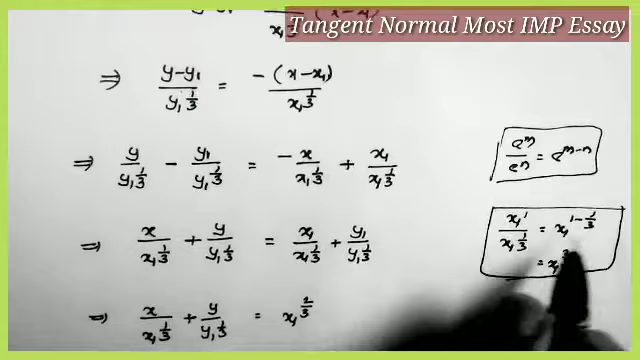 Tangent Normal Most IMP Essay
⇒ (y-y₁)/y₁^(1/3) = -(x-x₁)/x₁^(1/3)
a^m/a^n = a^(m-n)
⇒ y/y₁^(1/3) - y₁/y₁^(1/3) = -x/x₁^(1/3) + x₁/x₁^(1/3)
x₁^1/x₁^(1/3) = x₁^(1-1/3)
= x₁
⇒ x/x₁^(1/3) + y/y₁^(1/3) = x₁/x₁^(1/3) + y₁/y₁^(1/3)
⇒ x/x₁^(1/3) + y/y₁^(1/3) = x₁^(2/3)